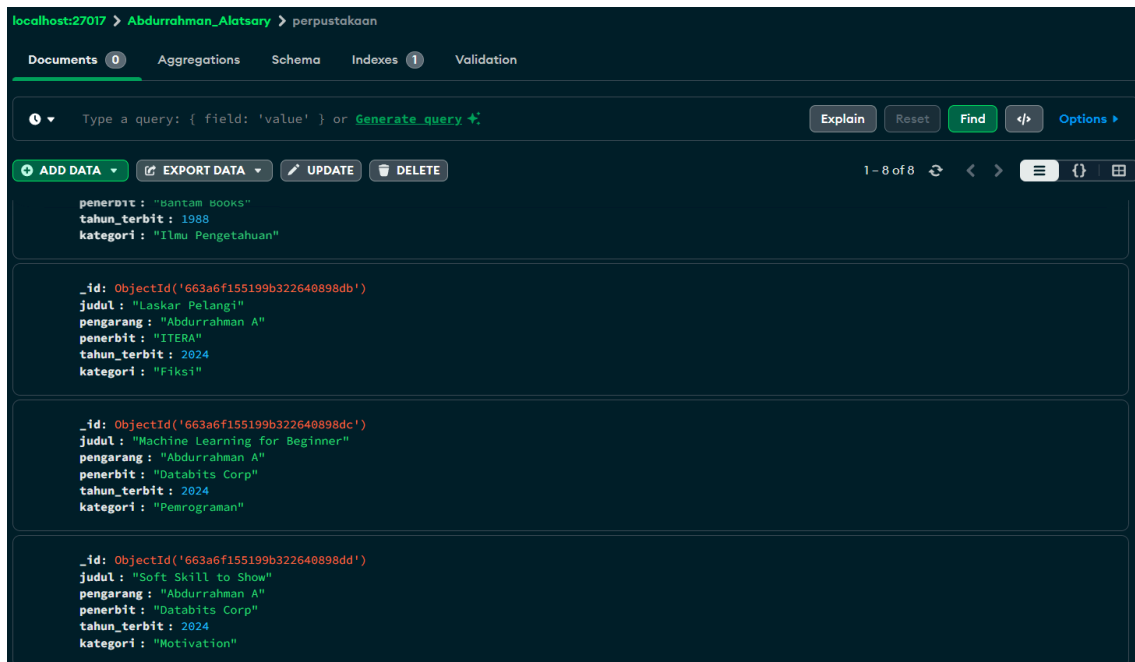 localhost:27017 > Abdurrahman_Alatsary > perpustakaan
Documents 0 Aggregations Schema Indexes 1 Validation
Type a query: { field: 'value' } or Generate query Explain Reset Find </> Options
ADD DATA EXPORT DATA UPDATE DELETE 1 – 8 of 8 {}
penerbit : "Bantam Books"
tahun_terbit : 1988
kategori : "Ilmu Pengetahuan"
_id: ObjectId('663a6f155199b322640898db')
judul : "Laskar Pelangi"
pengarang : "Abdurrahman A"
penerbit : "ITERA"
tahun_terbit : 2024
kategori : "Fiksi"
_id: ObjectId('663a6f155199b322640898dc')
judul : "Machine Learning for Beginner"
pengarang : "Abdurrahman A"
penerbit : "Databits Corp"
tahun_terbit : 2024
kategori : "Pemrograman"
_id: ObjectId('663a6f155199b322640898dd')
judul : "Soft Skill to Show"
pengarang : "Abdurrahman A"
penerbit : "Databits Corp"
tahun_terbit : 2024
kategori : "Motivation"